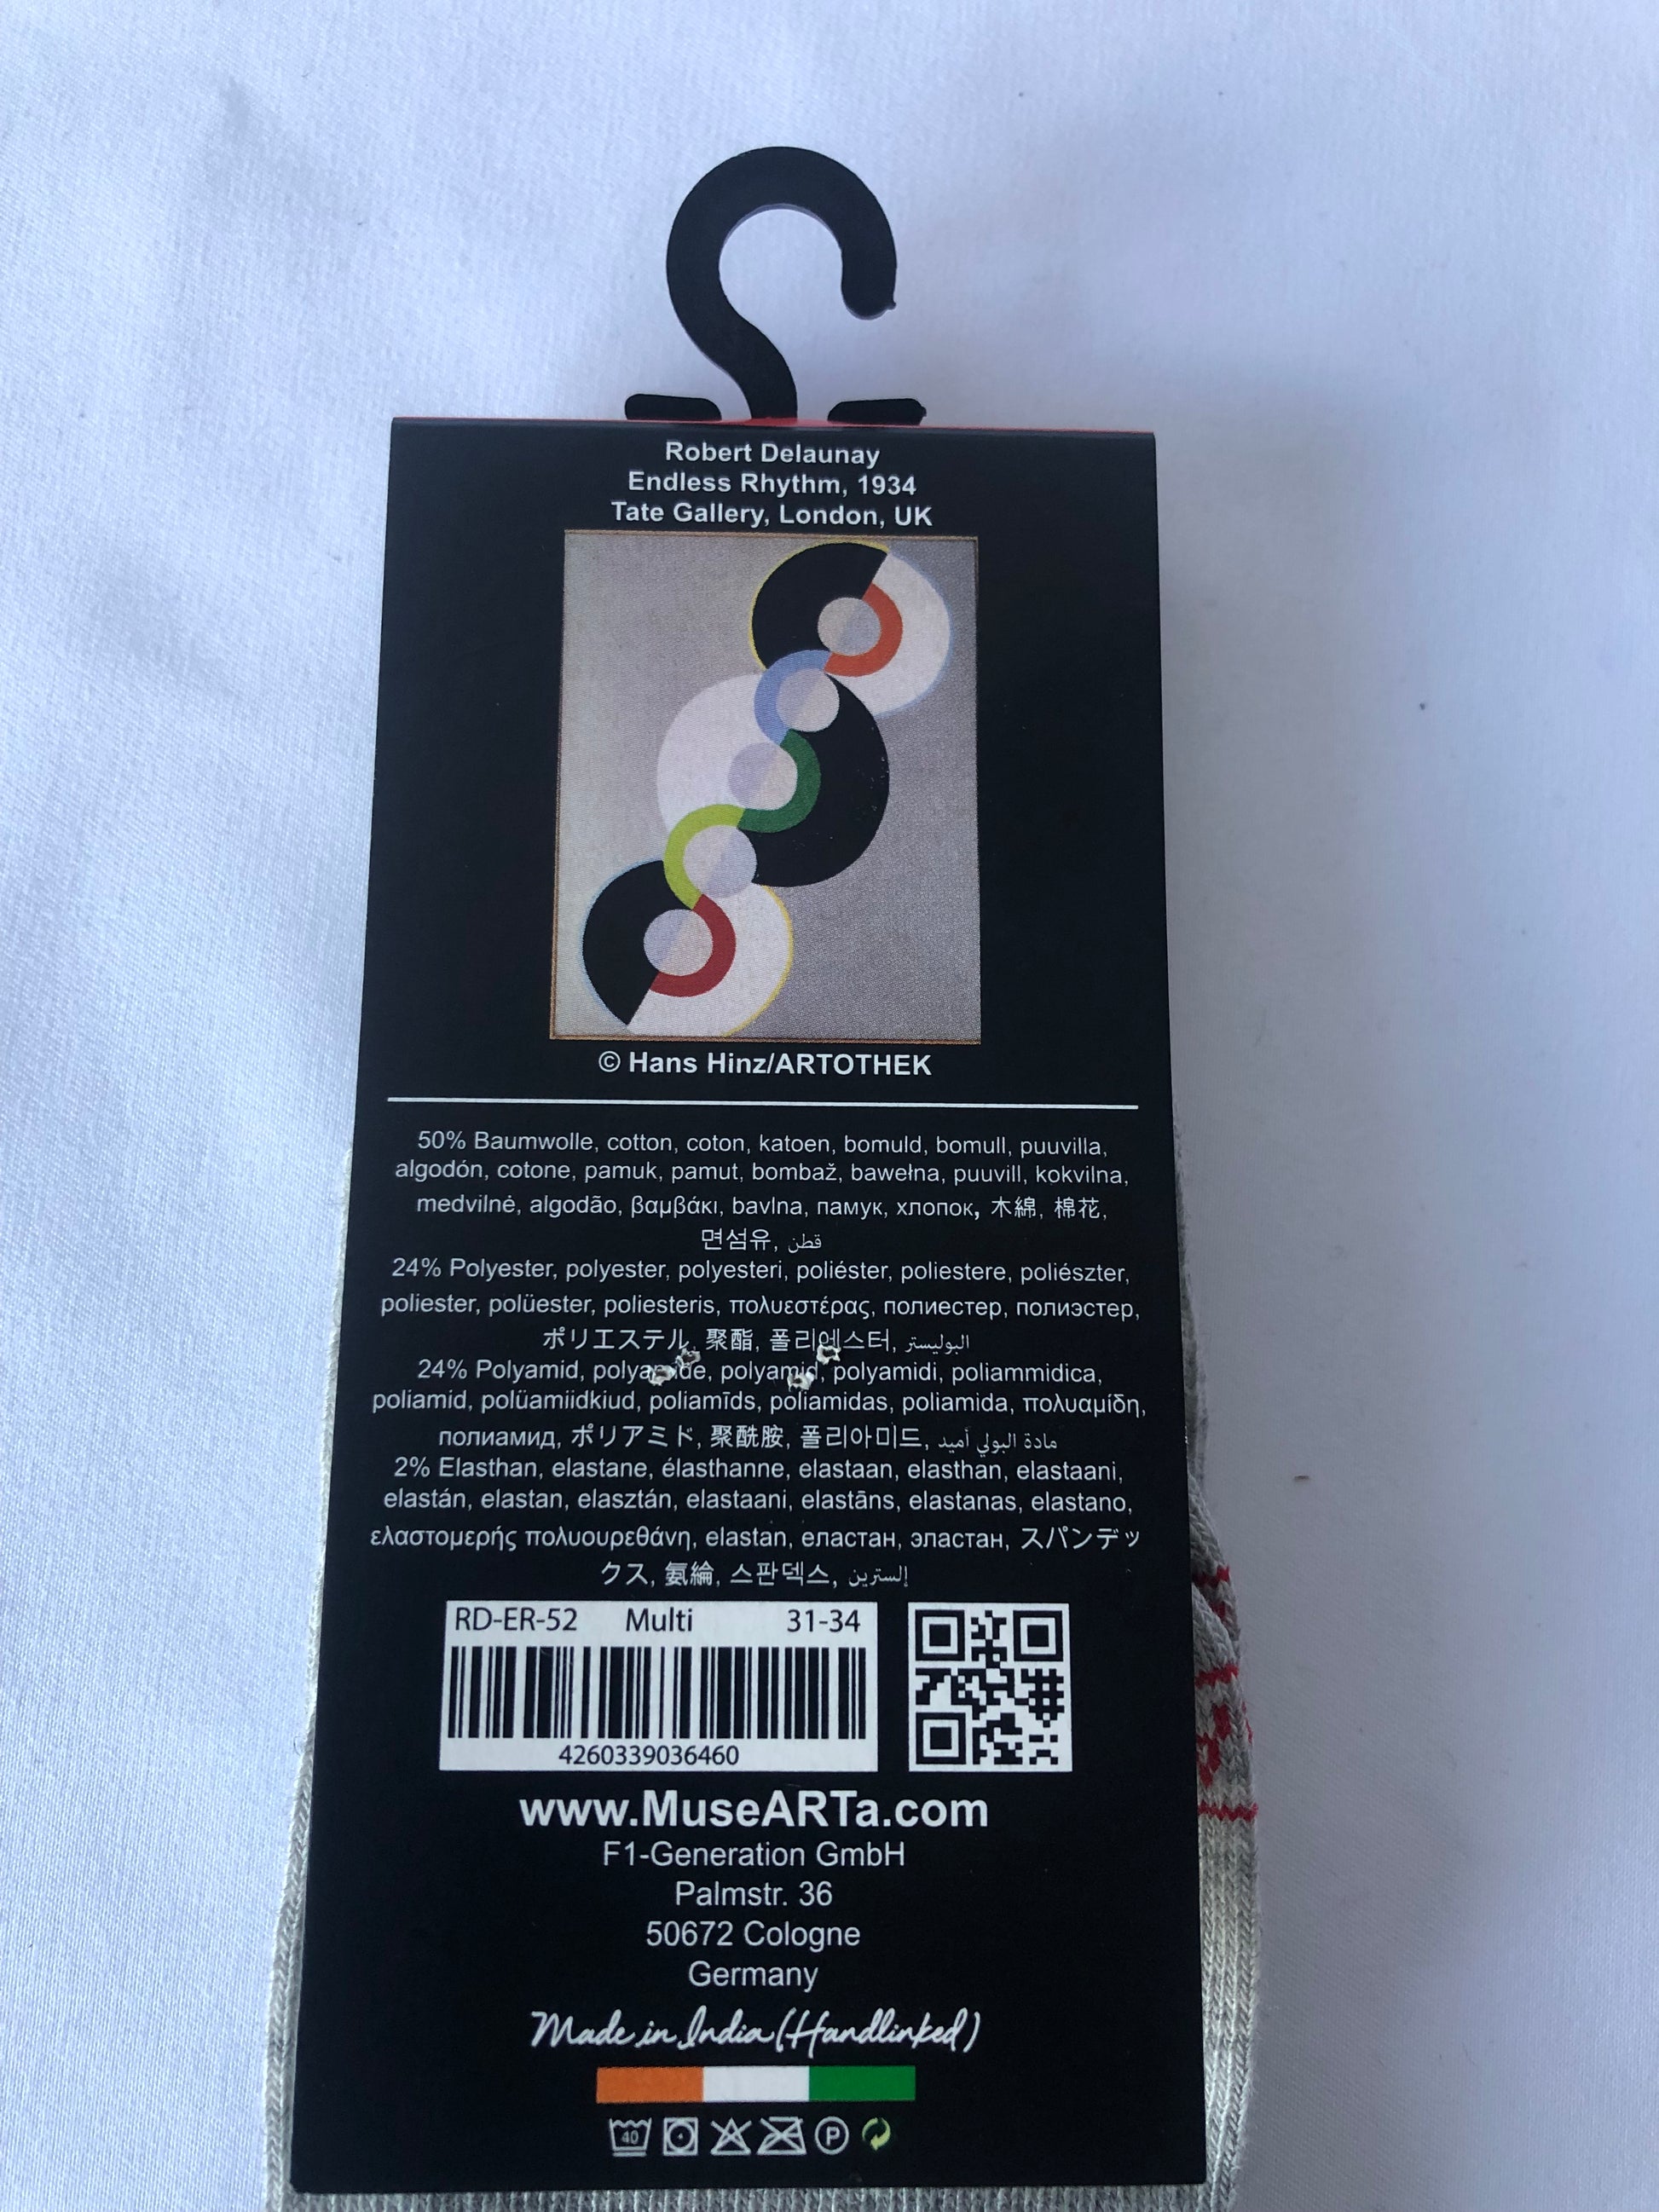 Robert Delaunay
Endless Rhythm, 1934
Tate Gallery, London, UK
© Hans Hinz/ARTOTHEK
50% Baumwolle, cotton, coton, katoen, bomuld, bomull, puuvilla,
algodón, cotone, pamuk, pamut, bombaž, bawełna, puuvill, kokvilna,
medvilnė, algodão, βαμβάκι, bavlna, памук, хлопок, 木綿, 棉花,
면섬유, قطن
24% Polyester, polyester, polyesteri, poliéster, poliestere, poliészter,
poliester, polüester, poliesteris, πολυεστέρας, полиестер, полиэстер,
ポリエステル, 聚酯, 폴리에스터, البوليستر
24% Polyamid, polyamide, polyamid, polyamidi, poliammidica,
poliamid, polüamiidkiud, poliamīds, poliamidas, poliamida, πολυαμίδη,
полиамид, ポリアミド, 聚酰胺, 폴리아미드, مادة البولي أميد
2% Elasthan, elastane, élasthanne, elastaan, elasthan, elastaani,
elastán, elastan, elasztán, elastaani, elastāns, elastanas, elastano,
ελαστομερής πολυουρεθάνη, elastan, еластан, эластан, スパンデッ
クス, 氨綸, 스판덱스, إلسترين
RD-ER-52 Multi 31-34
4260339036460
www.MuseARTa.com
F1-Generation GmbH
Palmstr. 36
50672 Cologne
Germany
Made in India (Handlinked)
40 P